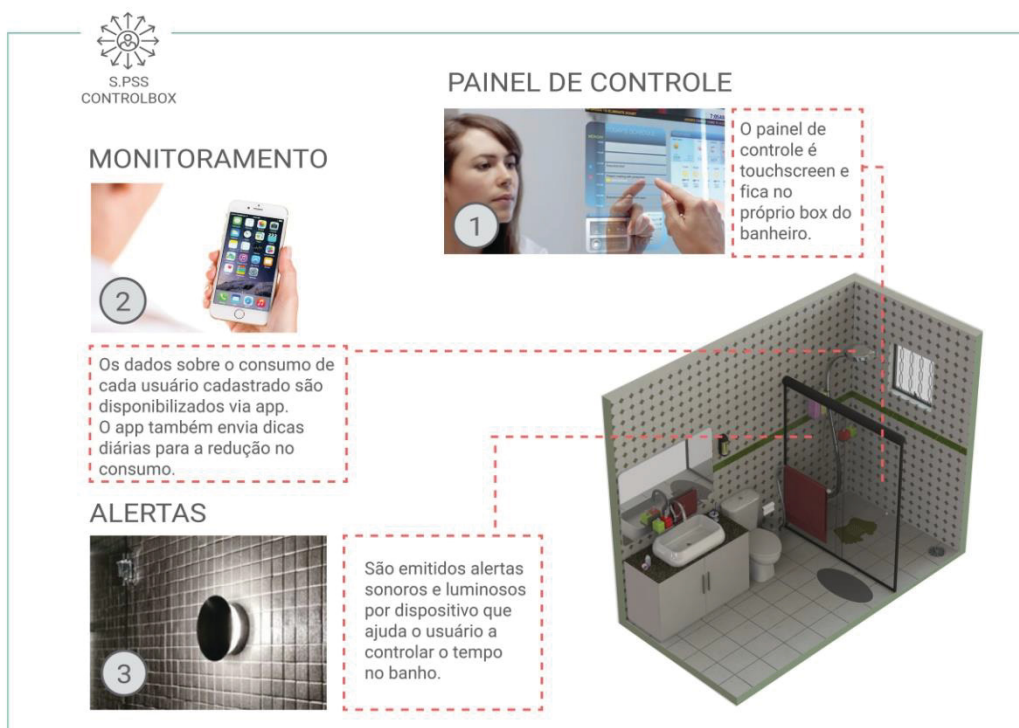 S.PSS
CONTROLBOX
PAINEL DE CONTROLE
1
O painel de
controle é
touchscreen e
fica no
próprio box do
banheiro.
MONITORAMENTO
2
Os dados sobre o consumo de
cada usuário cadastrado são
disponibilizados via app.
O app também envia dicas
diárias para a redução no
consumo.
ALERTAS
3
São emitidos alertas
sonoros e luminosos
por dispositivo que
ajuda o usuário a
controlar o tempo
no banho.